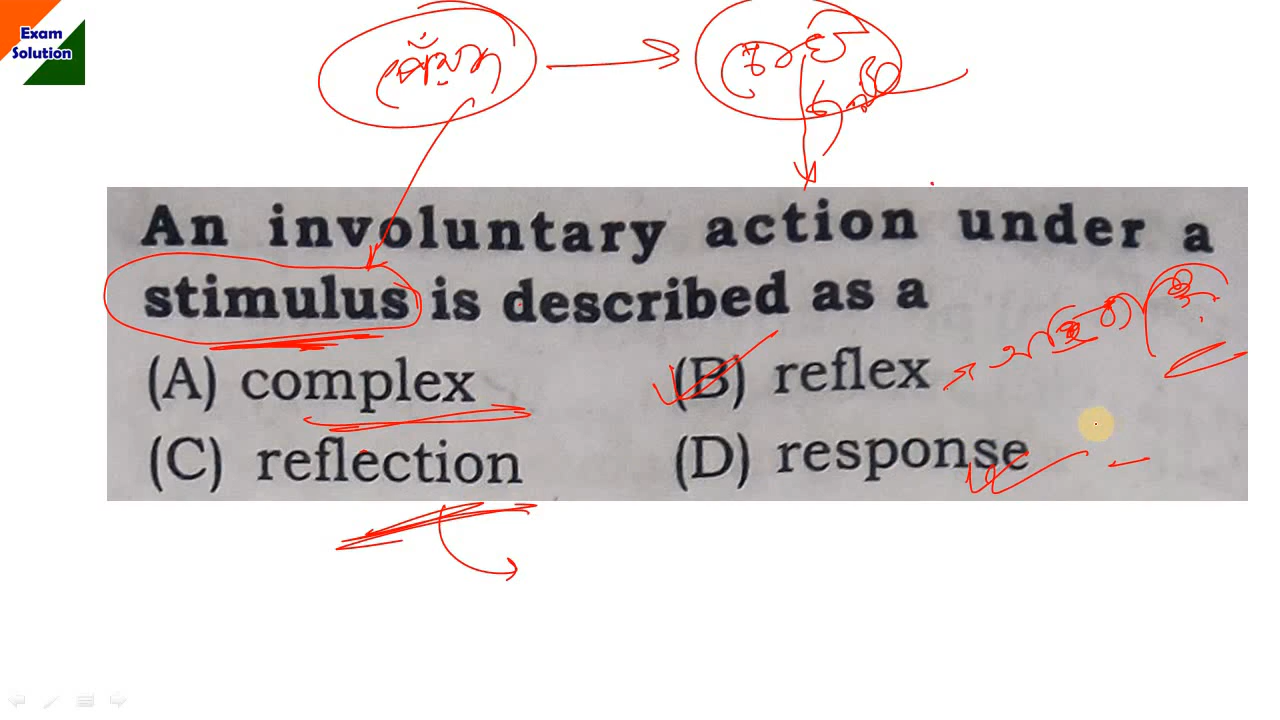 Exam
Solution
An involuntary action under a
stimulus is described as a
(A) complex
(B) reflex
(C) reflection
(D) response